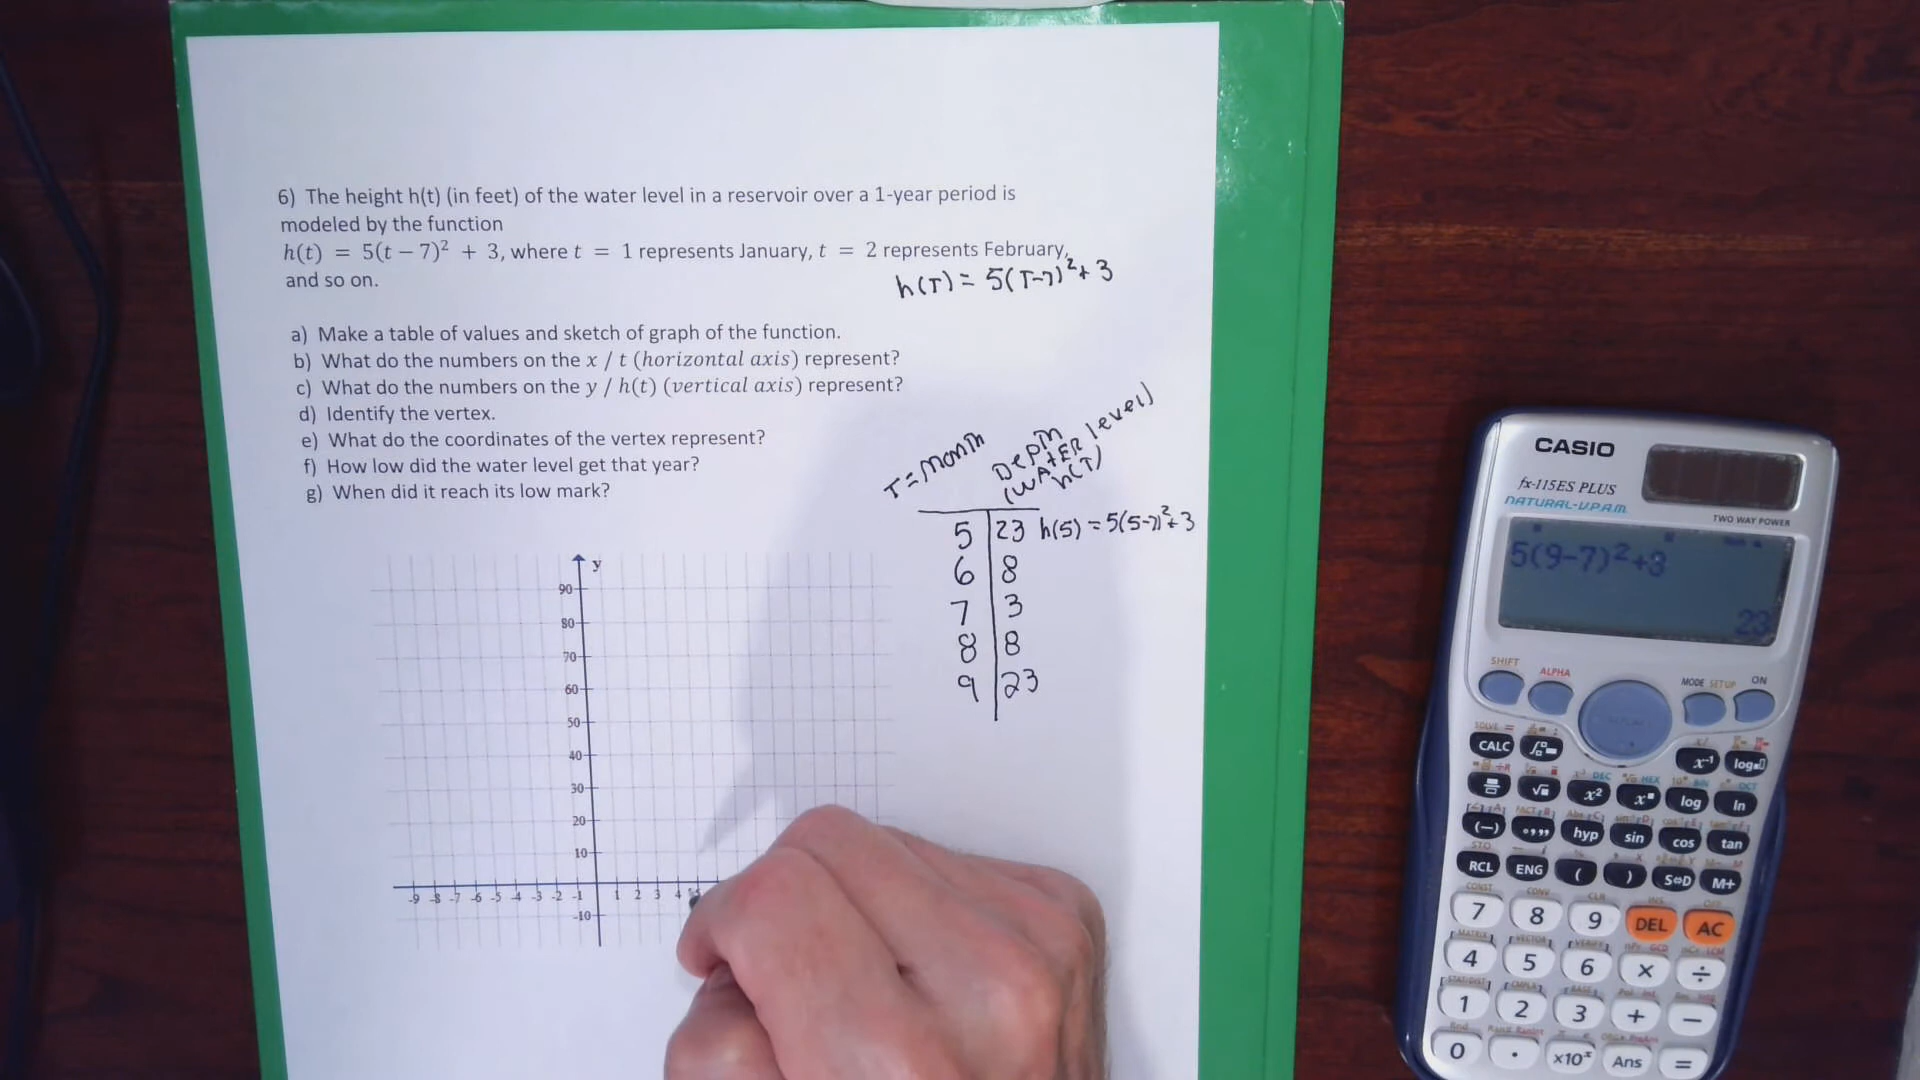 6) The height h(t) (in feet) of the water level in a reservoir over a 1-year period is
modeled by the function
h(t) = 5(t − 7)² + 3, where t = 1 represents January, t = 2 represents February,
and so on.
h(T) = 5(T-7)²+3
a) Make a table of values and sketch of graph of the function.
b) What do the numbers on the x / t (horizontal axis) represent?
c) What do the numbers on the y / h(t) (vertical axis) represent?
d) Identify the vertex.
e) What do the coordinates of the vertex represent?
f) How low did the water level get that year?
g) When did it reach its low mark?
T = MONTH
Depth
(WATER level)
h(T)
5 23 h(5) = 5(5-7)²+3
6 8
7 3
8 8
9 23
y
90
80
70
60
50
40
30
20
10
-9 -8 -7 -6 -5 -4 -3 -2 -1 1 2 3 4
-10
CASIO
fx-115ES PLUS
NATURAL-V.P.A.M.
TWO WAY POWER
5(9-7)²+3
23
SHIFT ALPHA MODE SETUP ON
SOLVE =
CALC x⁻¹ log
√ x² x log ln
(−) hyp sin cos tan
STO
RCL ENG ( ) S⇔D M+
7 8 9 DEL AC
4 5 6 × ÷
1 2 3 + −
0 . ×10ˣ Ans =